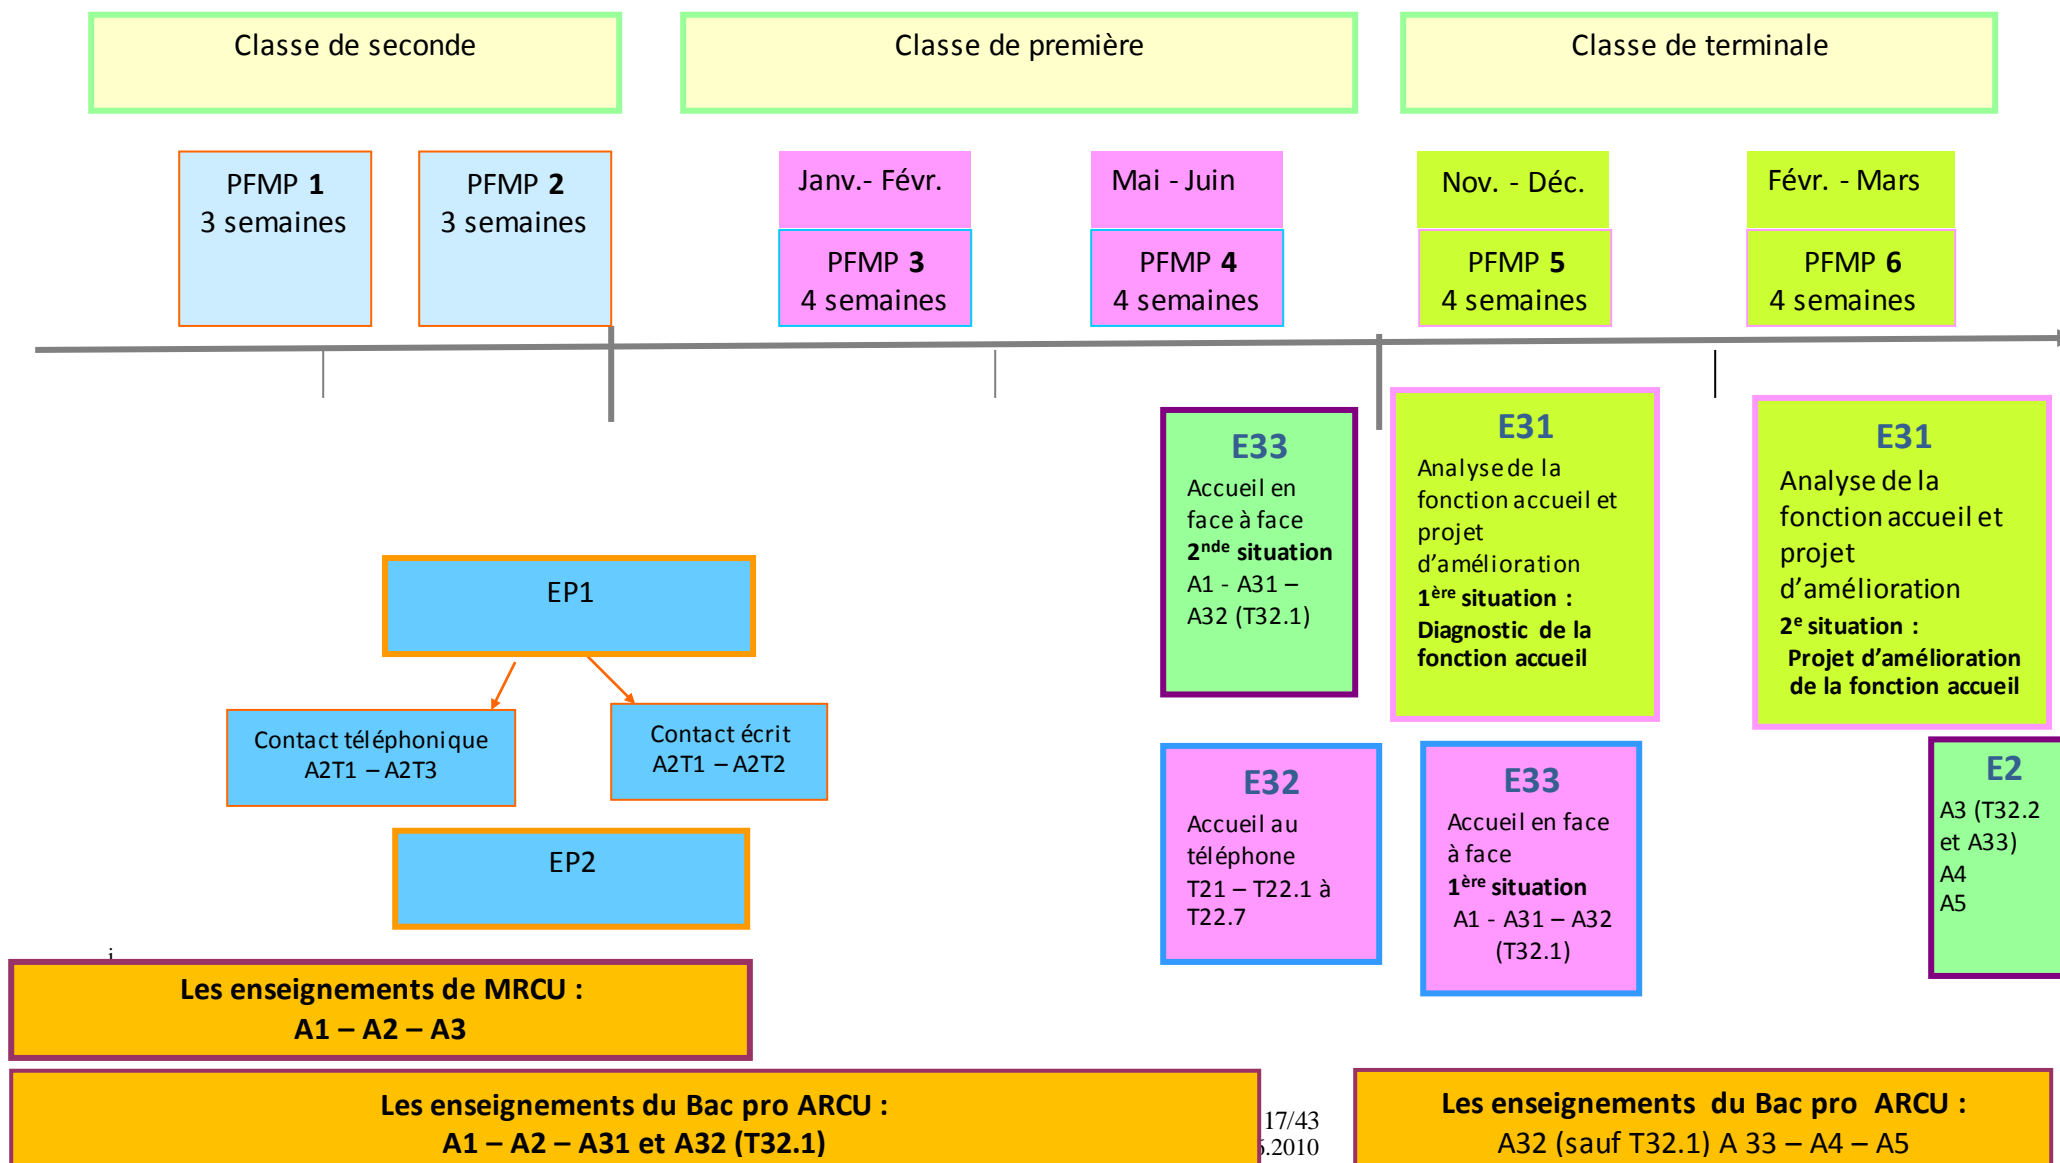 Classe de seconde
Classe de première
Classe de terminale
PFMP 1
3 semaines
PFMP 2
3 semaines
Janv.- Févr.
PFMP 3
4 semaines
Mai - Juin
PFMP 4
4 semaines
Nov. - Déc.
PFMP 5
4 semaines
Févr. - Mars
PFMP 6
4 semaines
E33
Accueil en
face à face
2nde situation
A1 - A31 –
A32 (T32.1)
E31
Analyse de la
fonction accueil et
projet
d’amélioration
1ère situation :
Diagnostic de la
fonction accueil
E31
Analyse de la
fonction accueil et
projet
d’amélioration
2e situation :
Projet d’amélioration
de la fonction accueil
EP1
Contact téléphonique
A2T1 – A2T3
Contact écrit
A2T1 – A2T2
EP2
E32
Accueil au
téléphone
T21 – T22.1 à
T22.7
E33
Accueil en face
à face
1ère situation
A1 - A31 – A32
(T32.1)
E2
A3 (T32.2
et A33)
A4
A5
Les enseignements de MRCU :
A1 – A2 – A3
Les enseignements du Bac pro ARCU :
A1 – A2 – A31 et A32 (T32.1)
17/43
.2010
Les enseignements du Bac pro ARCU :
A32 (sauf T32.1) A 33 – A4 – A5